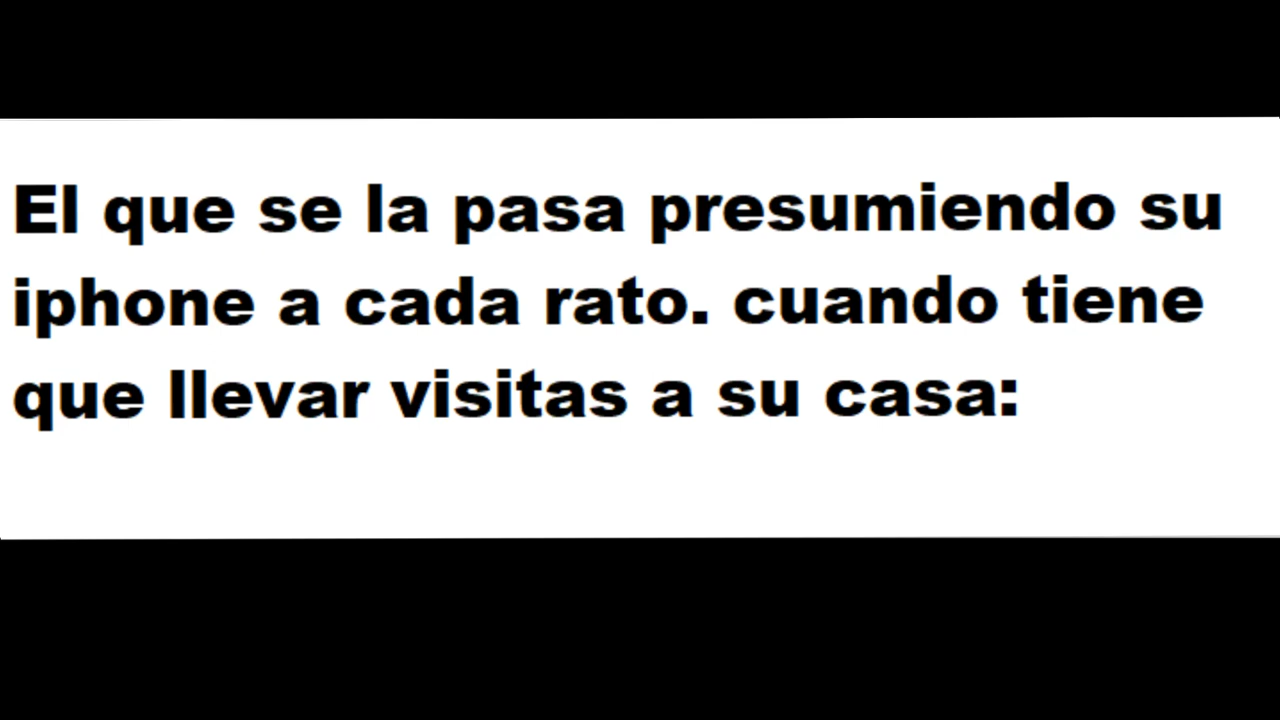 El que se la pasa presumiendo su
iphone a cada rato. cuando tiene
que llevar visitas a su casa: